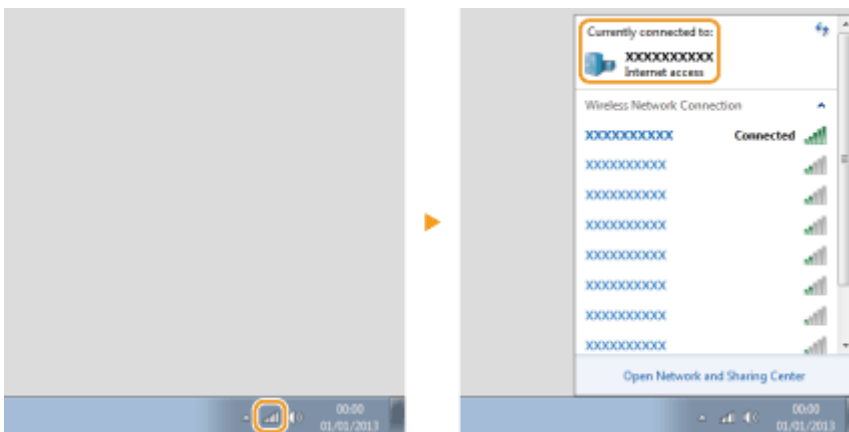 00:00
01/01/2013
Currently connected to:
XXXXXXXXXX
Internet access
Wireless Network Connection
XXXXXXXXXX Connected
XXXXXXXXXX
XXXXXXXXXX
XXXXXXXXXX
XXXXXXXXXX
XXXXXXXXXX
XXXXXXXXXX
XXXXXXXXXX
Open Network and Sharing Center
00:00
01/01/2013